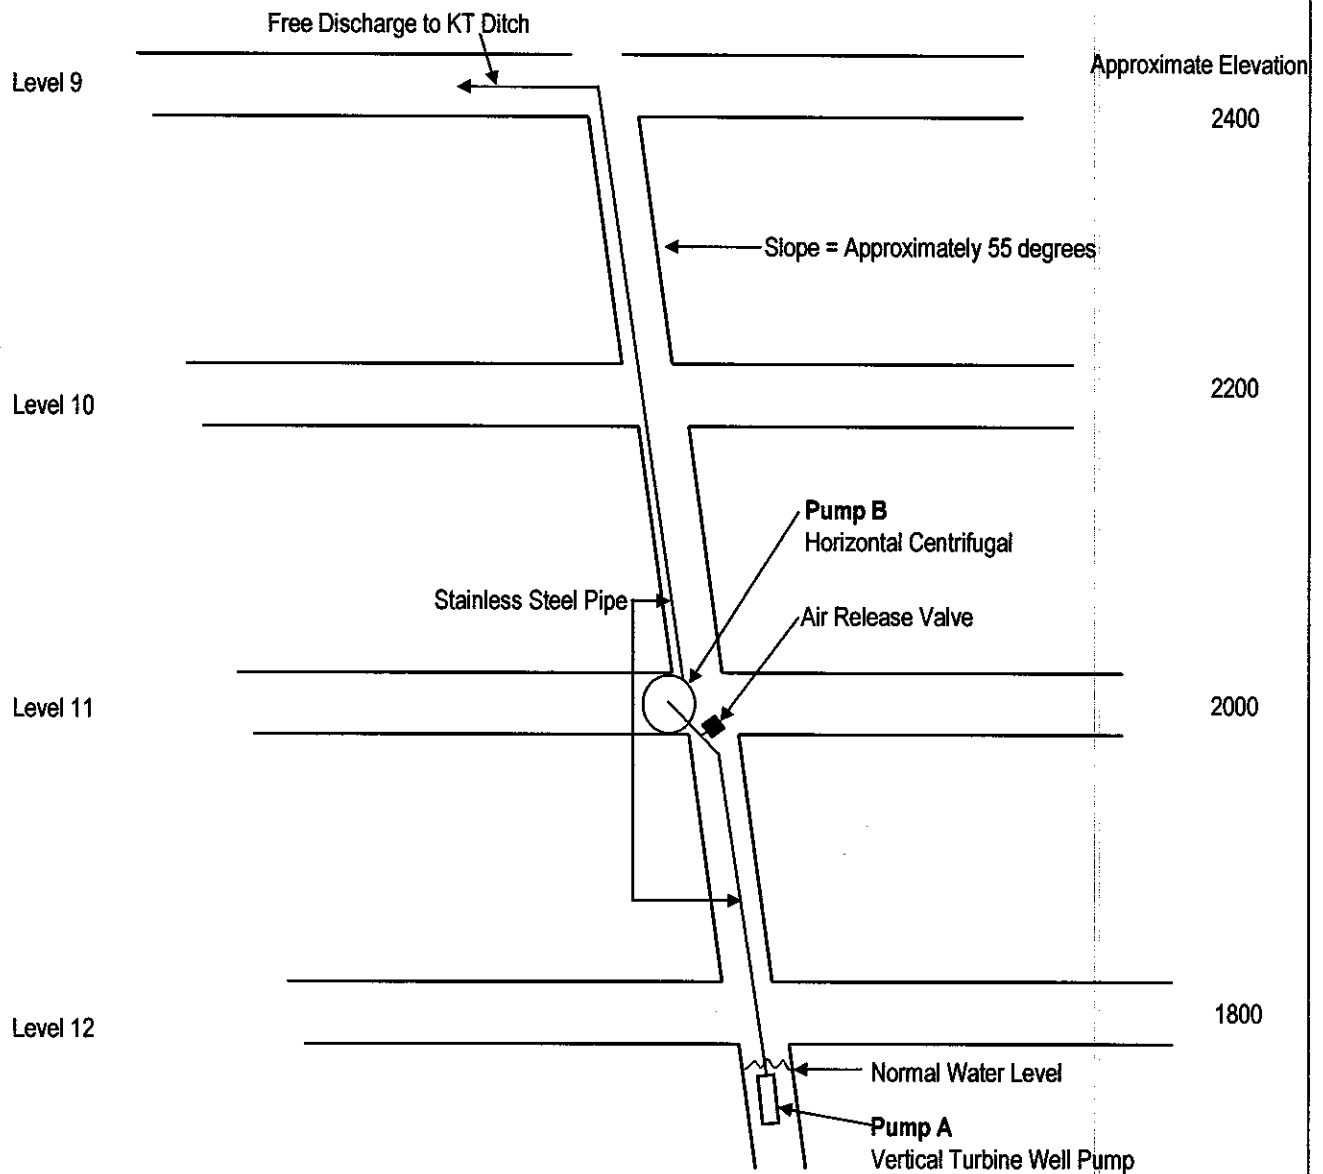 Free Discharge to KT Ditch
Level 9
Approximate Elevation
2400
Slope = Approximately 55 degrees
Level 10
2200
Pump B
Horizontal Centrifugal
Stainless Steel Pipe
Air Release Valve
Level 11
2000
Level 12
1800
Normal Water Level
Pump A
Vertical Turbine Well Pump